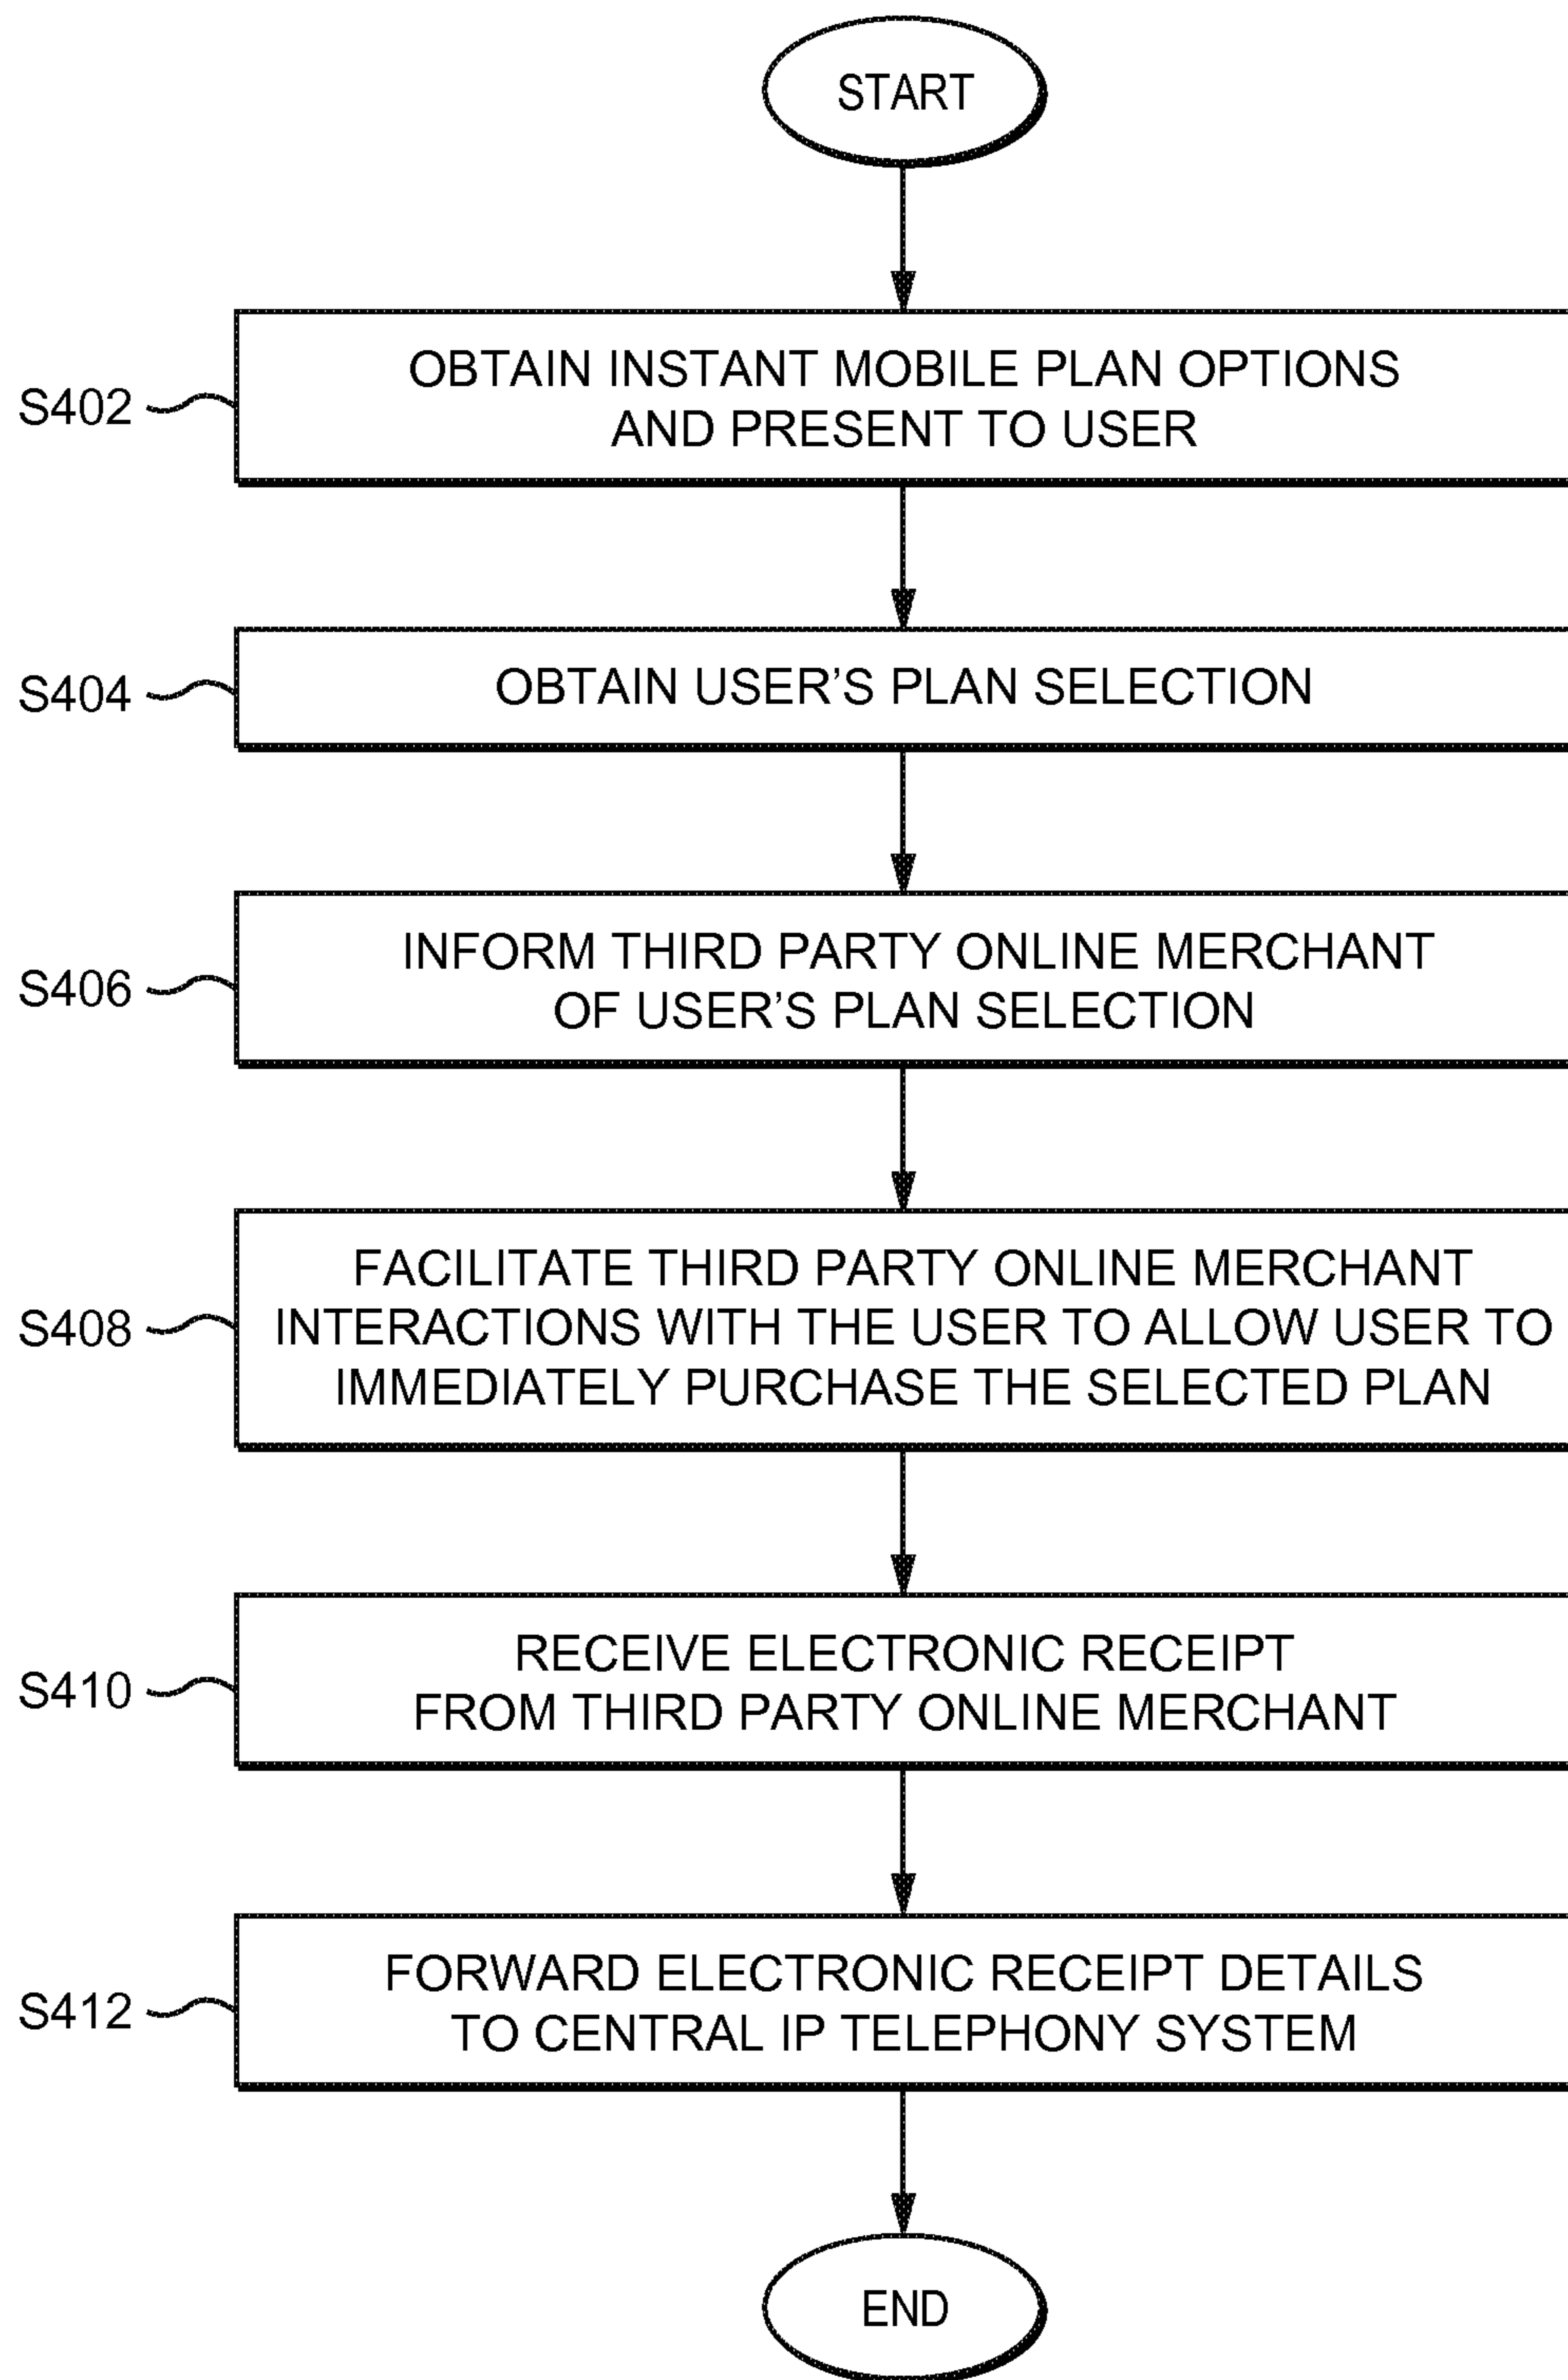 START
S402
OBTAIN INSTANT MOBILE PLAN OPTIONS
AND PRESENT TO USER
S404
OBTAIN USER’S PLAN SELECTION
S406
INFORM THIRD PARTY ONLINE MERCHANT
OF USER’S PLAN SELECTION
S408
FACILITATE THIRD PARTY ONLINE MERCHANT
INTERACTIONS WITH THE USER TO ALLOW USER TO
IMMEDIATELY PURCHASE THE SELECTED PLAN
S410
RECEIVE ELECTRONIC RECEIPT
FROM THIRD PARTY ONLINE MERCHANT
S412
FORWARD ELECTRONIC RECEIPT DETAILS
TO CENTRAL IP TELEPHONY SYSTEM
END